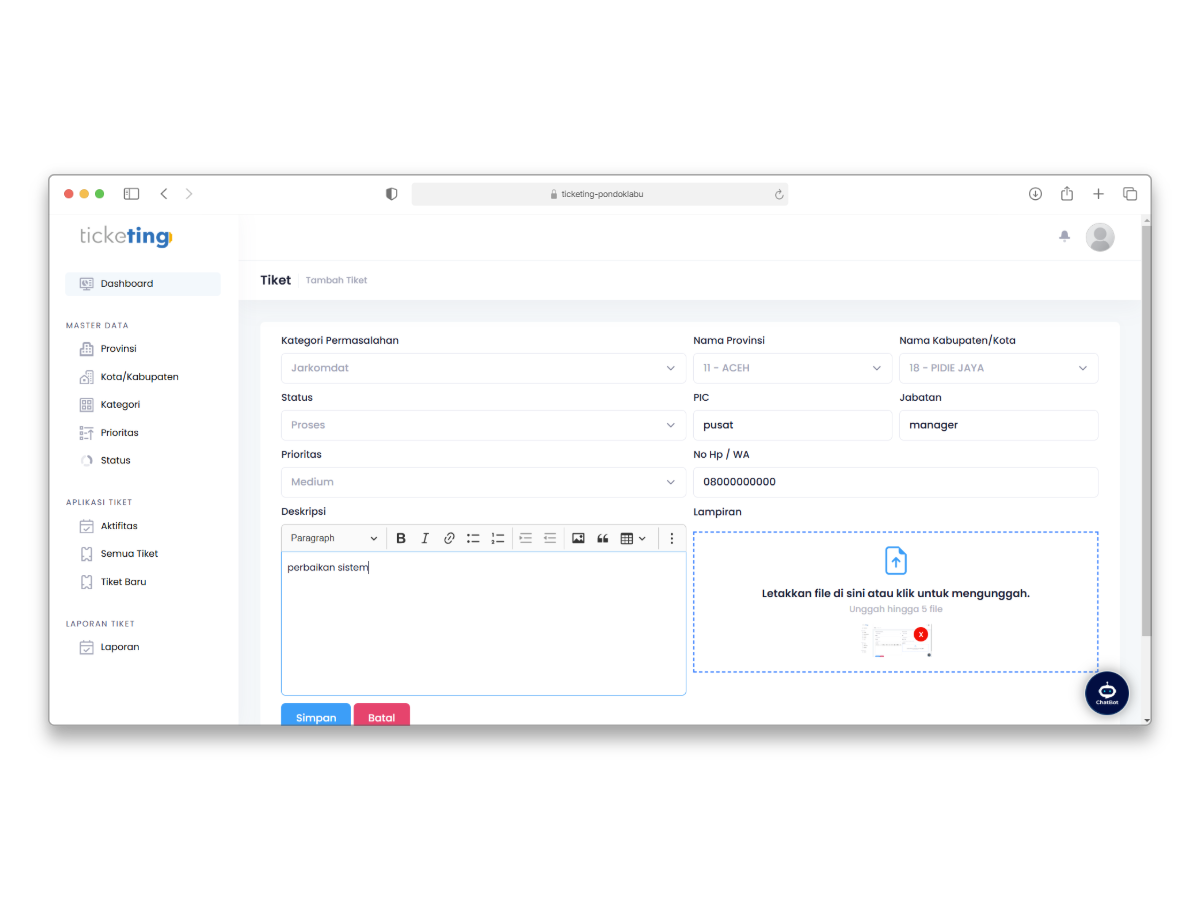 ticketing-pondoklabu
ticketing
Dashboard
MASTER DATA
Provinsi
Kota/Kabupaten
Kategori
Prioritas
Status
APLIKASI TIKET
Aktifitas
Semua Tiket
Tiket Baru
LAPORAN TIKET
Laporan
Tiket Tambah Tiket
Kategori Permasalahan
Jarkomdat
Nama Provinsi
11 - ACEH
Nama Kabupaten/Kota
18 - PIDIE JAYA
Status
Proses
PIC
pusat
Jabatan
manager
Prioritas
Medium
No Hp / WA
08000000000
Deskripsi
Paragraph
perbaikan sistem
Lampiran
Letakkan file di sini atau klik untuk mengunggah.
Unggah hingga 5 file
X
ChatBot
Simpan
Batal